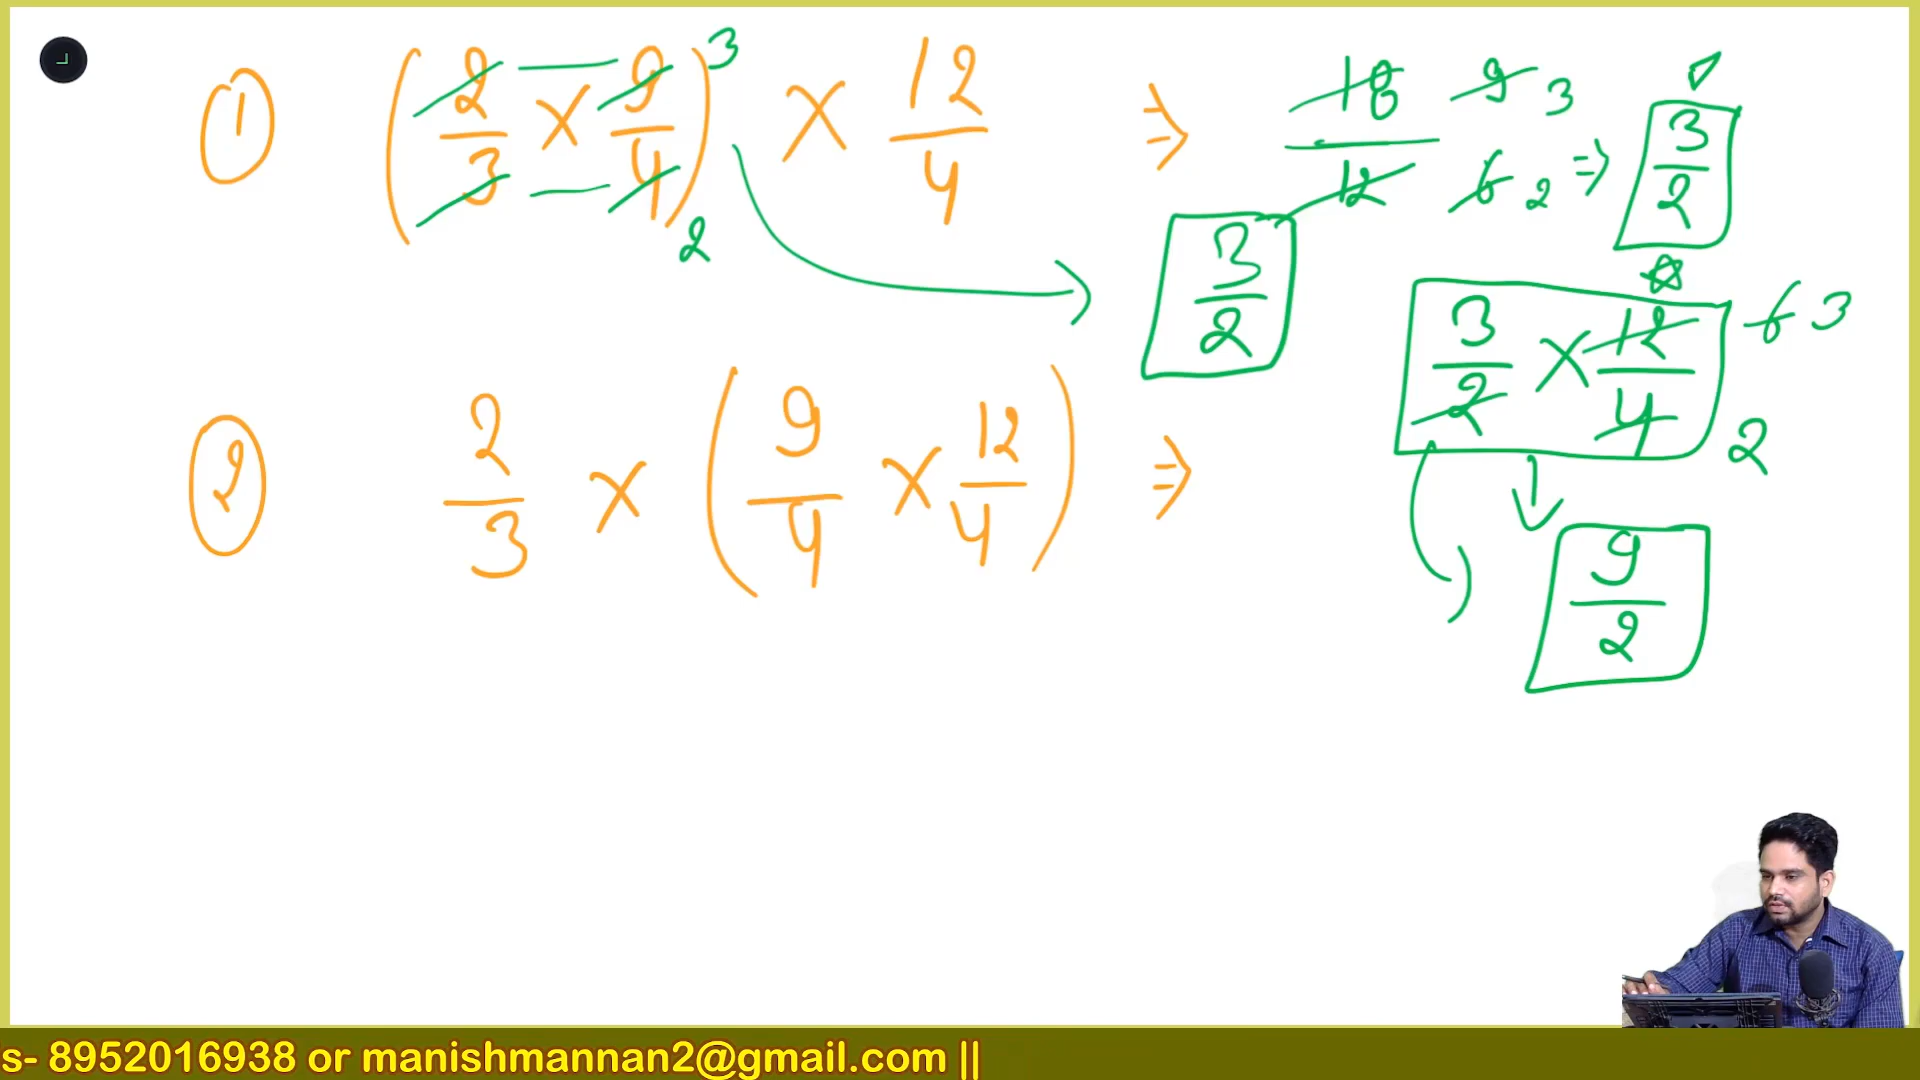 ① (2/3 × 9/4) 3 2 × 12/4 ⇒ 18/12 9 3 6 2 ⇒ 3/2
3/2
3/2 × 12/4 6 3 2
② 2/3 × (9/4 × 12/4) ⇒
9/2
s- 8952016938 or manishmannan2@gmail.com ||